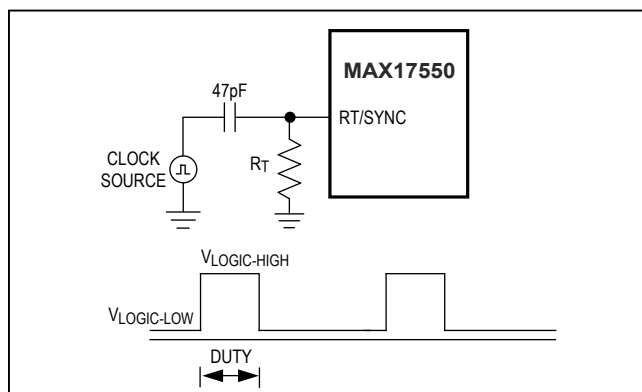 MAX17550
47pF
RT/SYNC
RT
CLOCK
SOURCE
VLOGIC-HIGH
VLOGIC-LOW
DUTY